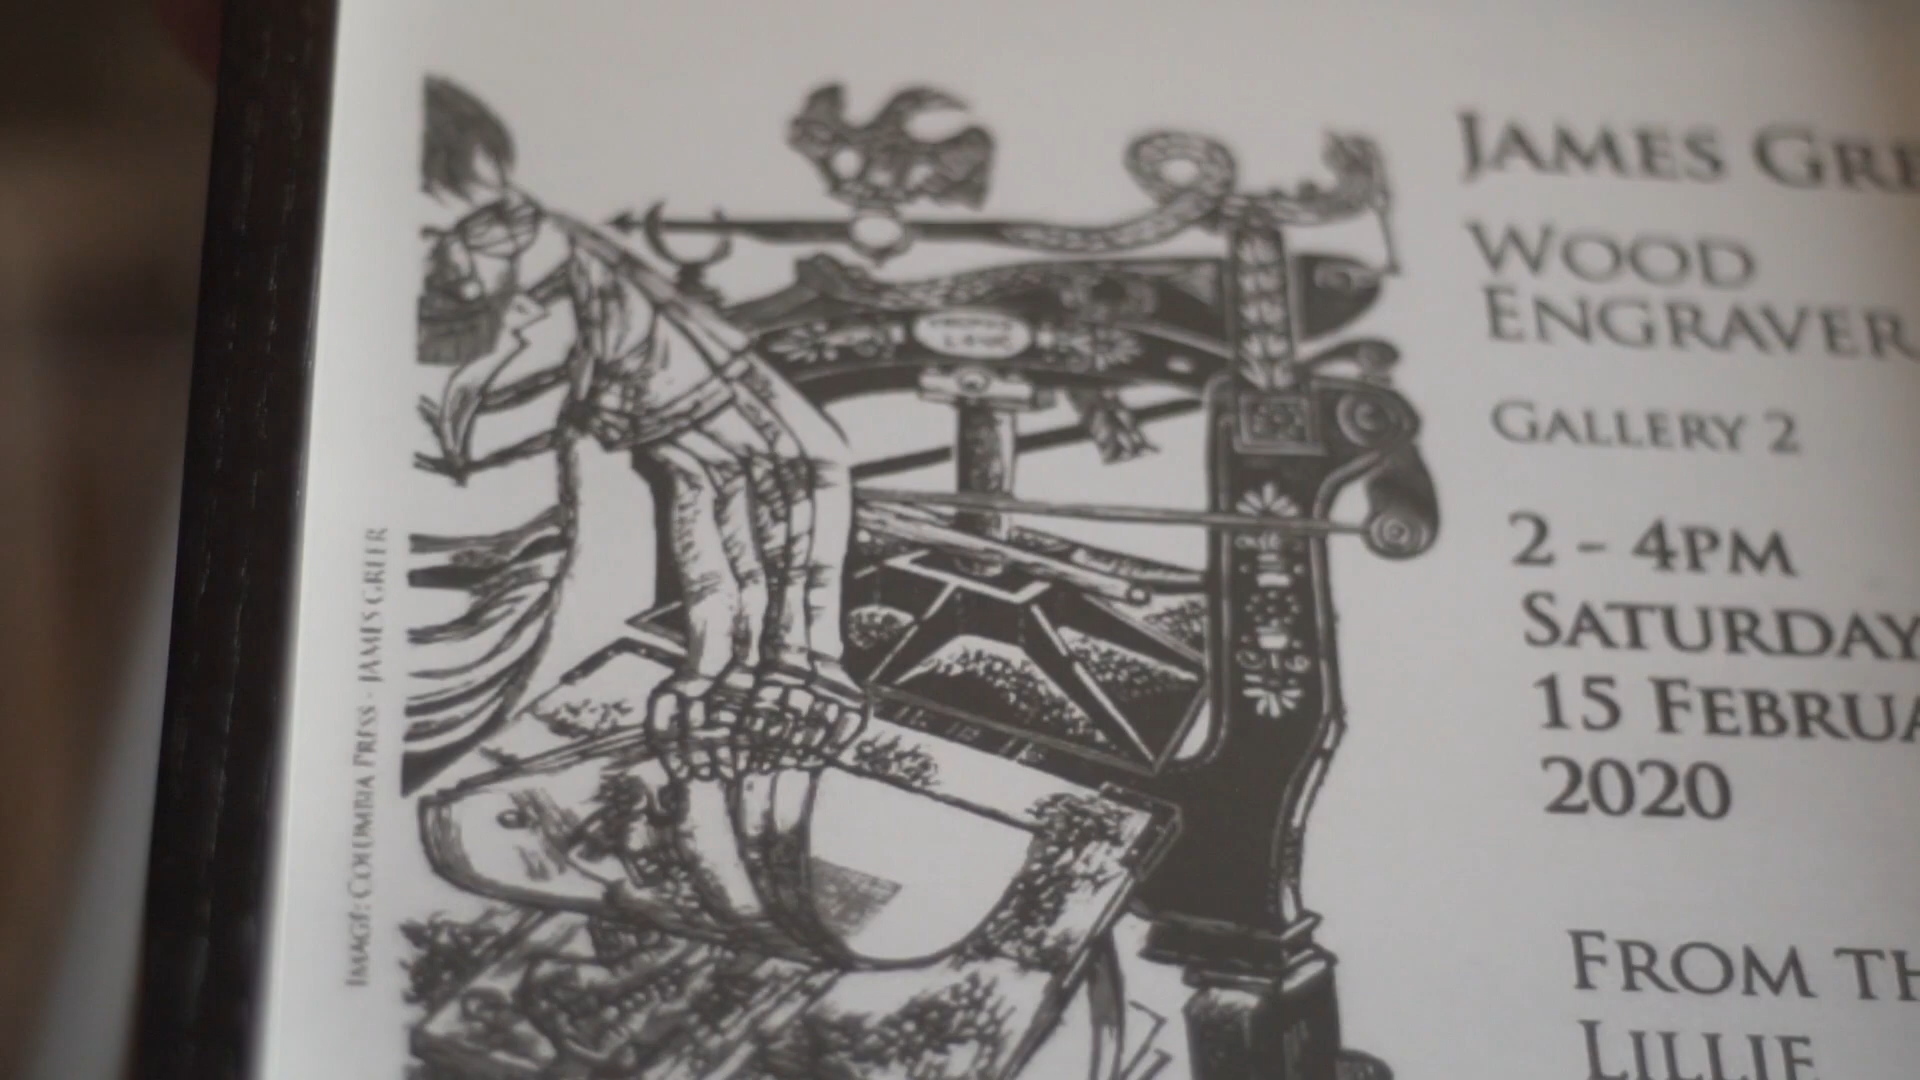 JAMES GRE
WOOD
ENGRAVER
GALLERY 2
2 - 4PM
SATURDAY
15 FEBRUA
2020
FROM TH
LILLIE
IMAGE: COLUMBIA PRESS - JAMES GREER